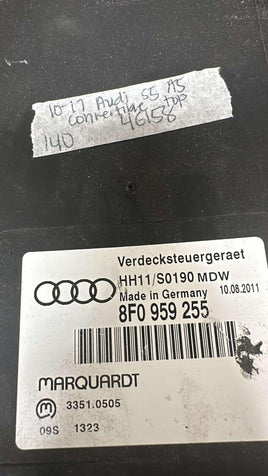 10-17 Audi S5 A5
convertible top
140 46158
Verdecksteuergeraet
HH11/S0190 MDW
Made in Germany 10.08.2011
8F0 959 255
MARQUARDT
M 3351.0505
09S 1323